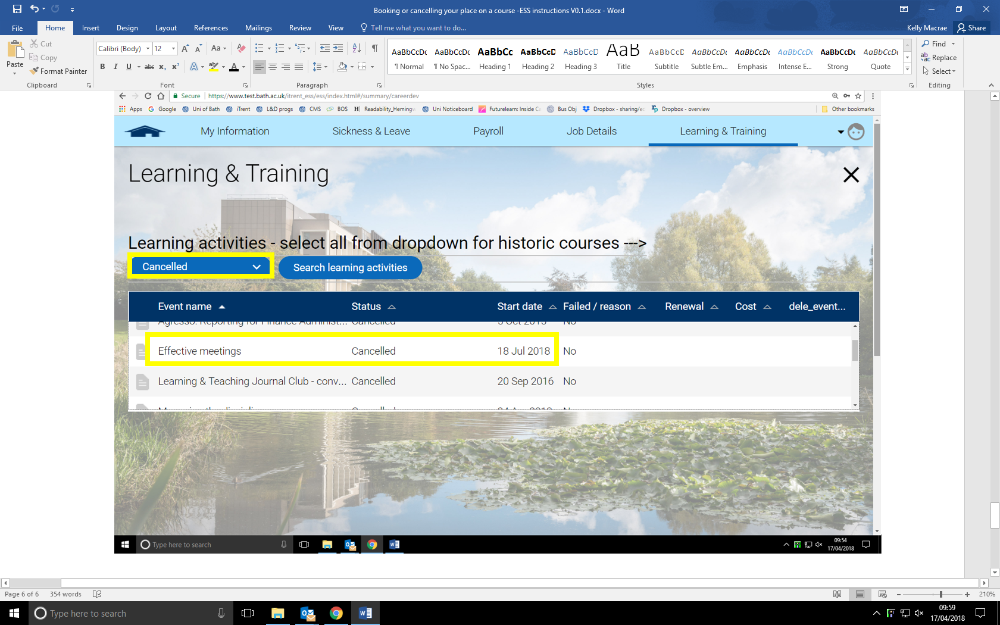 Booking or cancelling your place on a course -ESS instructions V0.1.docx - Word
File Home Insert Design Layout References Mailings Review View Tell me what you want to do... Kelly Macrae Share
Paste Cut Copy Format Painter
Calibri (Body) 12
AaBbCcDc ¶ Normal
AaBbCcDc ¶ No Spac...
AaBbCc Heading 1
AaBbCcD Heading 2
AaBbCcD Heading 3
AaB Title
AaBbCcD Subtitle
AaBbCcDc Subtle Em...
AaBbCcDc Emphasis
AaBbCcDc Intense E...
AaBbCcDc Strong
AaBbCcDc Quote
Find
Replace
Select
Clipboard Font Paragraph Styles Editing
Secure https://www.test.bath.ac.uk/itrent_ess/ess/index.html#/summary/careerdev
Apps Google Uni of Bath iTrent L&D progs CMS BOS Readability_Heming Uni Noticeboard Futurelearn: Inside Ca Bus Obj Dropbox - sharing/ec Dropbox - overview Other bookmarks
My Information Sickness & Leave Payroll Job Details Learning & Training
Learning & Training
Learning activities - select all from dropdown for historic courses --->
Cancelled Search learning activities
Event name Status Start date Failed / reason Renewal Cost dele_event...
Agresso: Reporting for Finance Administ... Cancelled No
Effective meetings Cancelled 18 Jul 2018 No
Learning & Teaching Journal Club - conv... Cancelled 20 Sep 2016 No
Type here to search 09:54
17/04/2018
Page 6 of 6 354 words 210%
Type here to search 09:59
17/04/2018